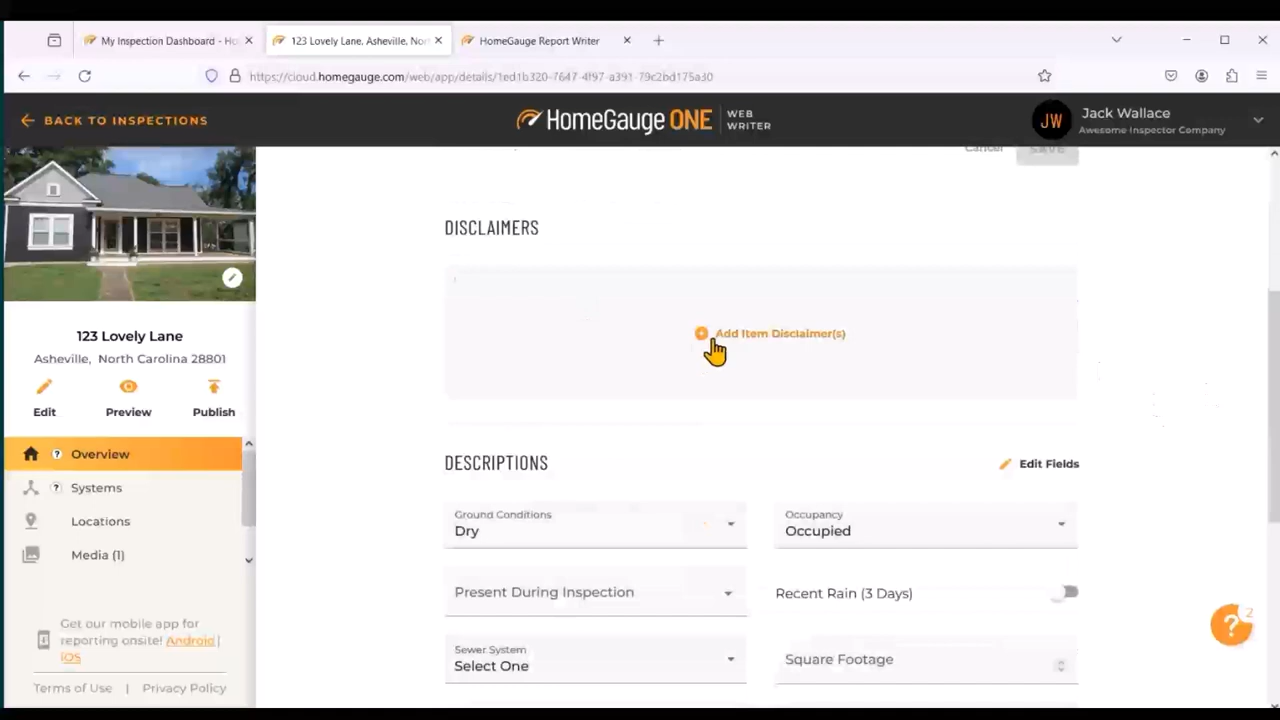 My Inspection Dashboard - Ho
123 Lovely Lane, Asheville, Nor
HomeGauge Report Writer
https://cloud.homegauge.com/web/app/details/1ed1b320-7647-4f97-a391-79c2bd175a30
BACK TO INSPECTIONS
HomeGauge ONE
WEB
WRITER
JW
Jack Wallace
Awesome Inspector Company
Cancel
SAVE
123 Lovely Lane
Asheville, North Carolina 28801
Edit
Preview
Publish
? Overview
? Systems
Locations
Media (1)
Get our mobile app for
reporting onsite! Android |
iOS
Terms of Use | Privacy Policy
DISCLAIMERS
Add Item Disclaimer(s)
DESCRIPTIONS
Edit Fields
Ground Conditions
Dry
Occupancy
Occupied
Present During Inspection
Recent Rain (3 Days)
Sewer System
Select One
Square Footage
? 2